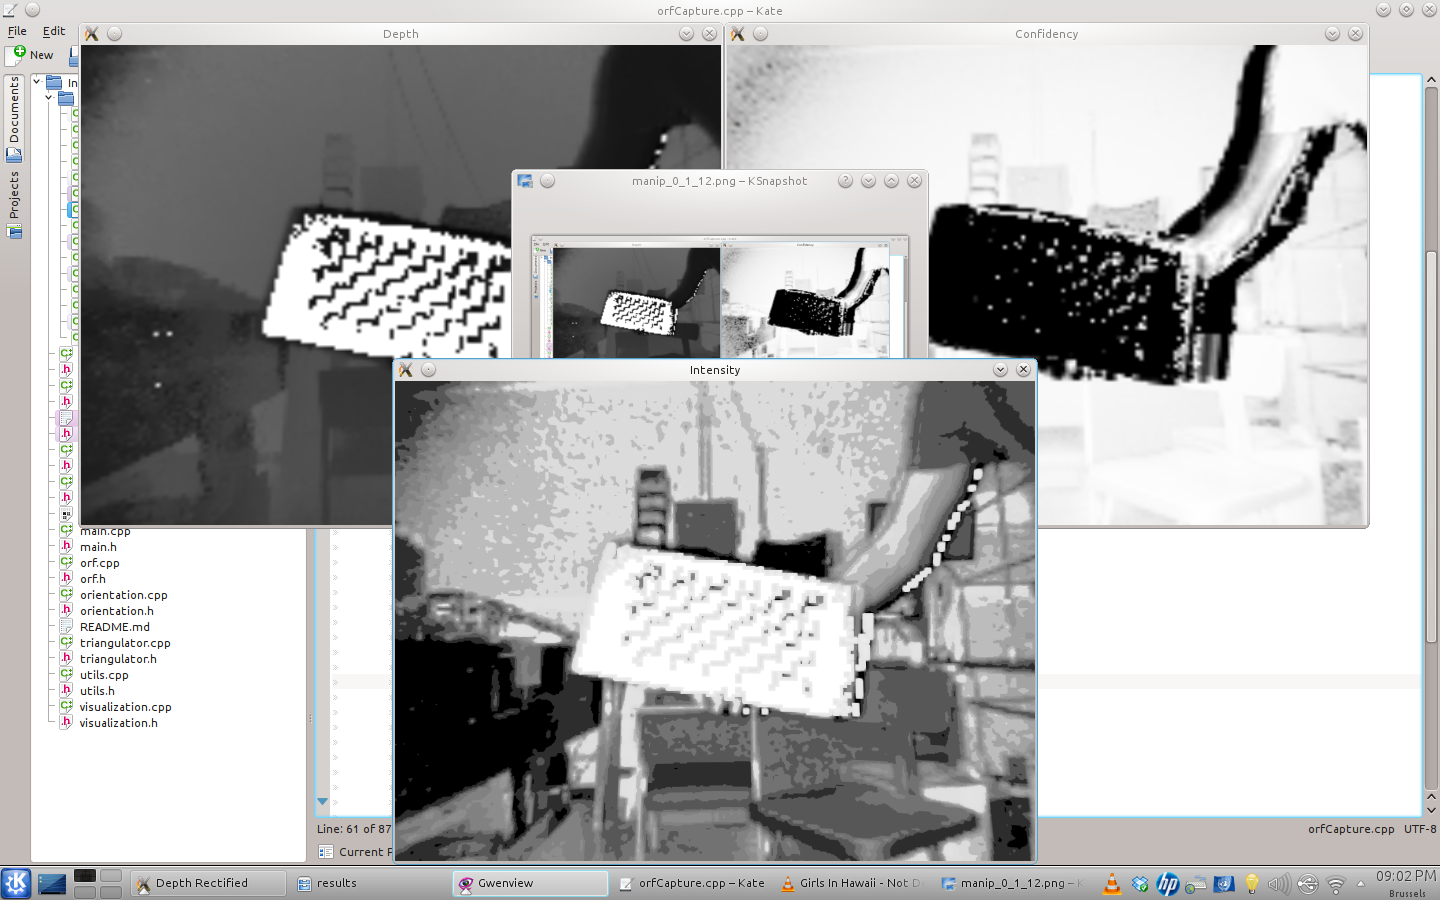 orfCapture.cpp – Kate
File Edit
Depth
Confidency
New
Documents
Projects
In
manip_0_1_12.png – KSnapshot
Intensity
main.cpp
main.h
orf.cpp
orf.h
orientation.cpp
orientation.h
README.md
triangulator.cpp
triangulator.h
utils.cpp
utils.h
visualization.cpp
visualization.h
Line: 61 of 87
orfCapture.cpp UTF-8
Current
Depth Rectified
results
Gwenview
orfCapture.cpp – Kate
Girls In Hawaii - Not
manip_0_1_12.png –
09:02 PM
Brussels